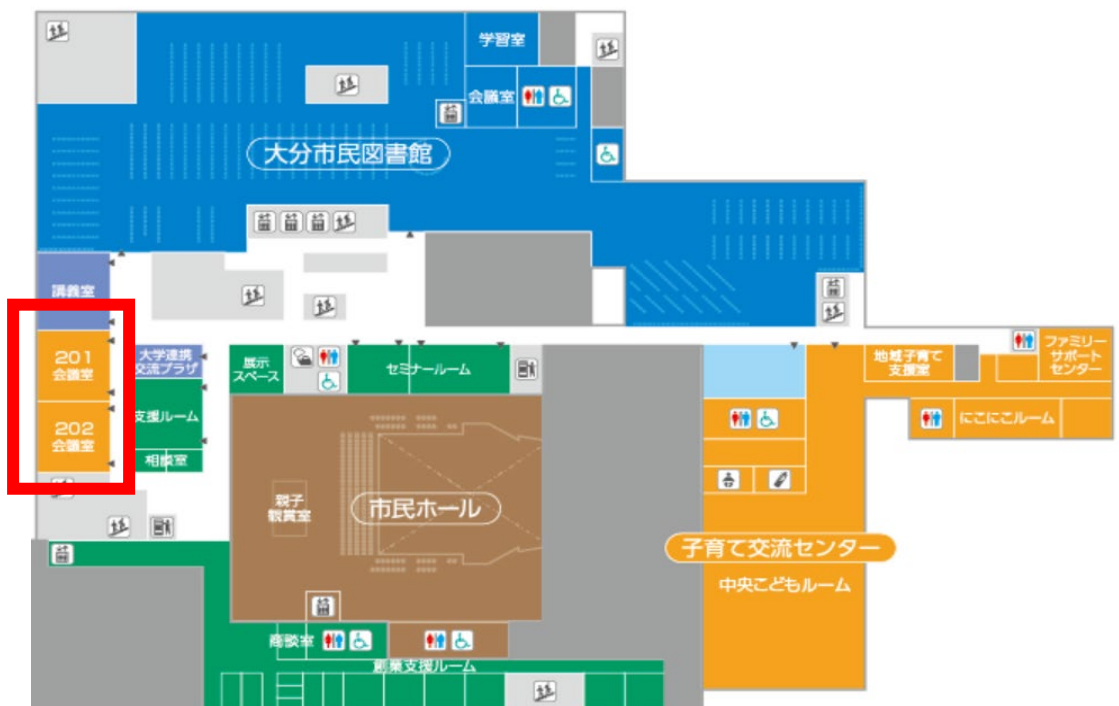 学習室
会議室
大分市民図書館
講義室
201
会議室
202
会議室
大学連携
交流プラザ
支援ルーム
相談室
展示
スペース
セミナールーム
地域子育て
支援室
ファミリー
サポート
センター
にこにこルーム
親子
観賞室
市民ホール
子育て交流センター
中央こどもルーム
商談室
創業支援ルーム